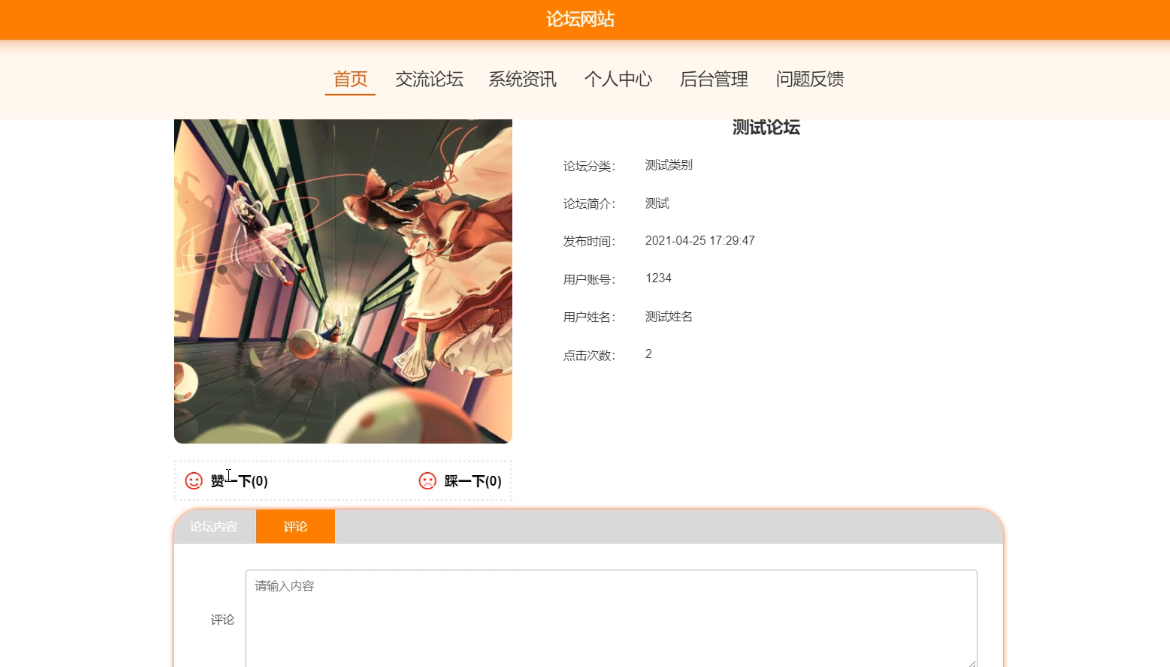 论坛网站
首页 交流论坛 系统资讯 个人中心 后台管理 问题反馈
测试论坛
论坛分类： 测试类别
论坛简介： 测试
发布时间： 2021-04-25 17:29:47
用户账号： 1234
用户姓名： 测试姓名
点击次数： 2
赞一下(0) 踩一下(0)
论坛内容 评论
请输入内容
评论